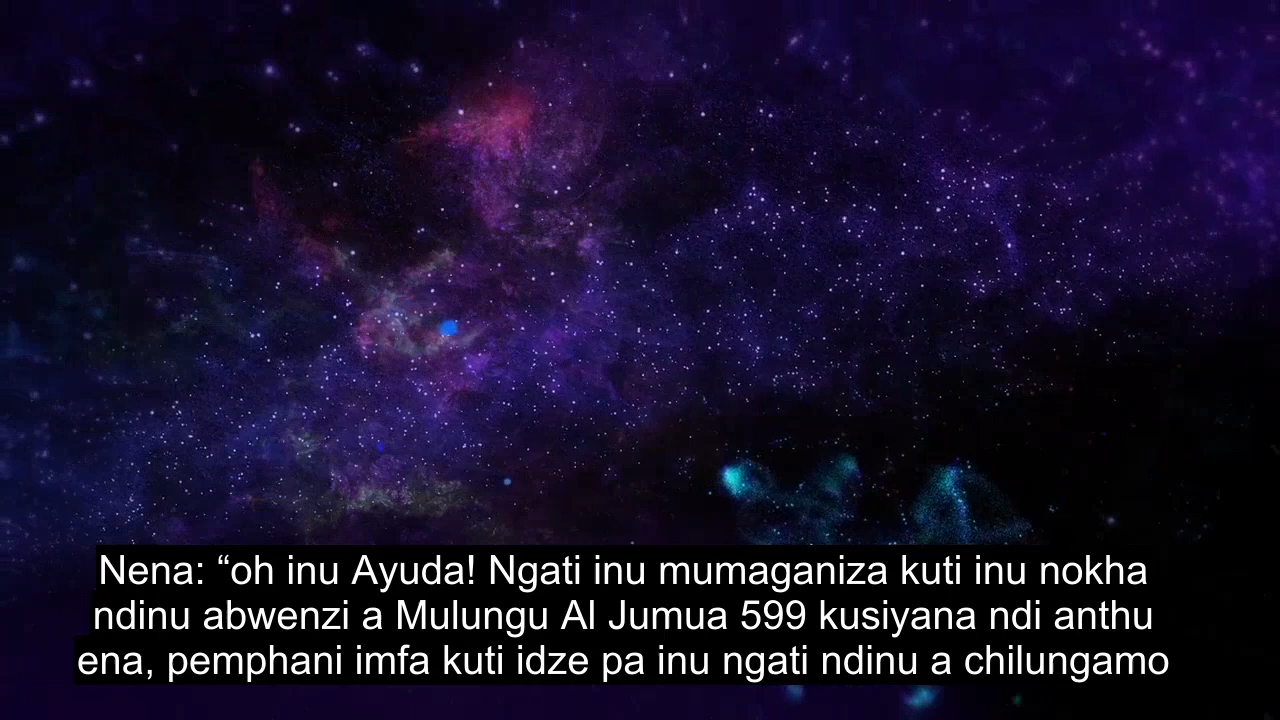 Nena: “oh inu Ayuda! Ngati inu mumaganiza kuti inu nokha
ndinu abwenzi a Mulungu Al Jumua 599 kusiyana ndi anthu
ena, pemphani imfa kuti idze pa inu ngati ndinu a chilungamo